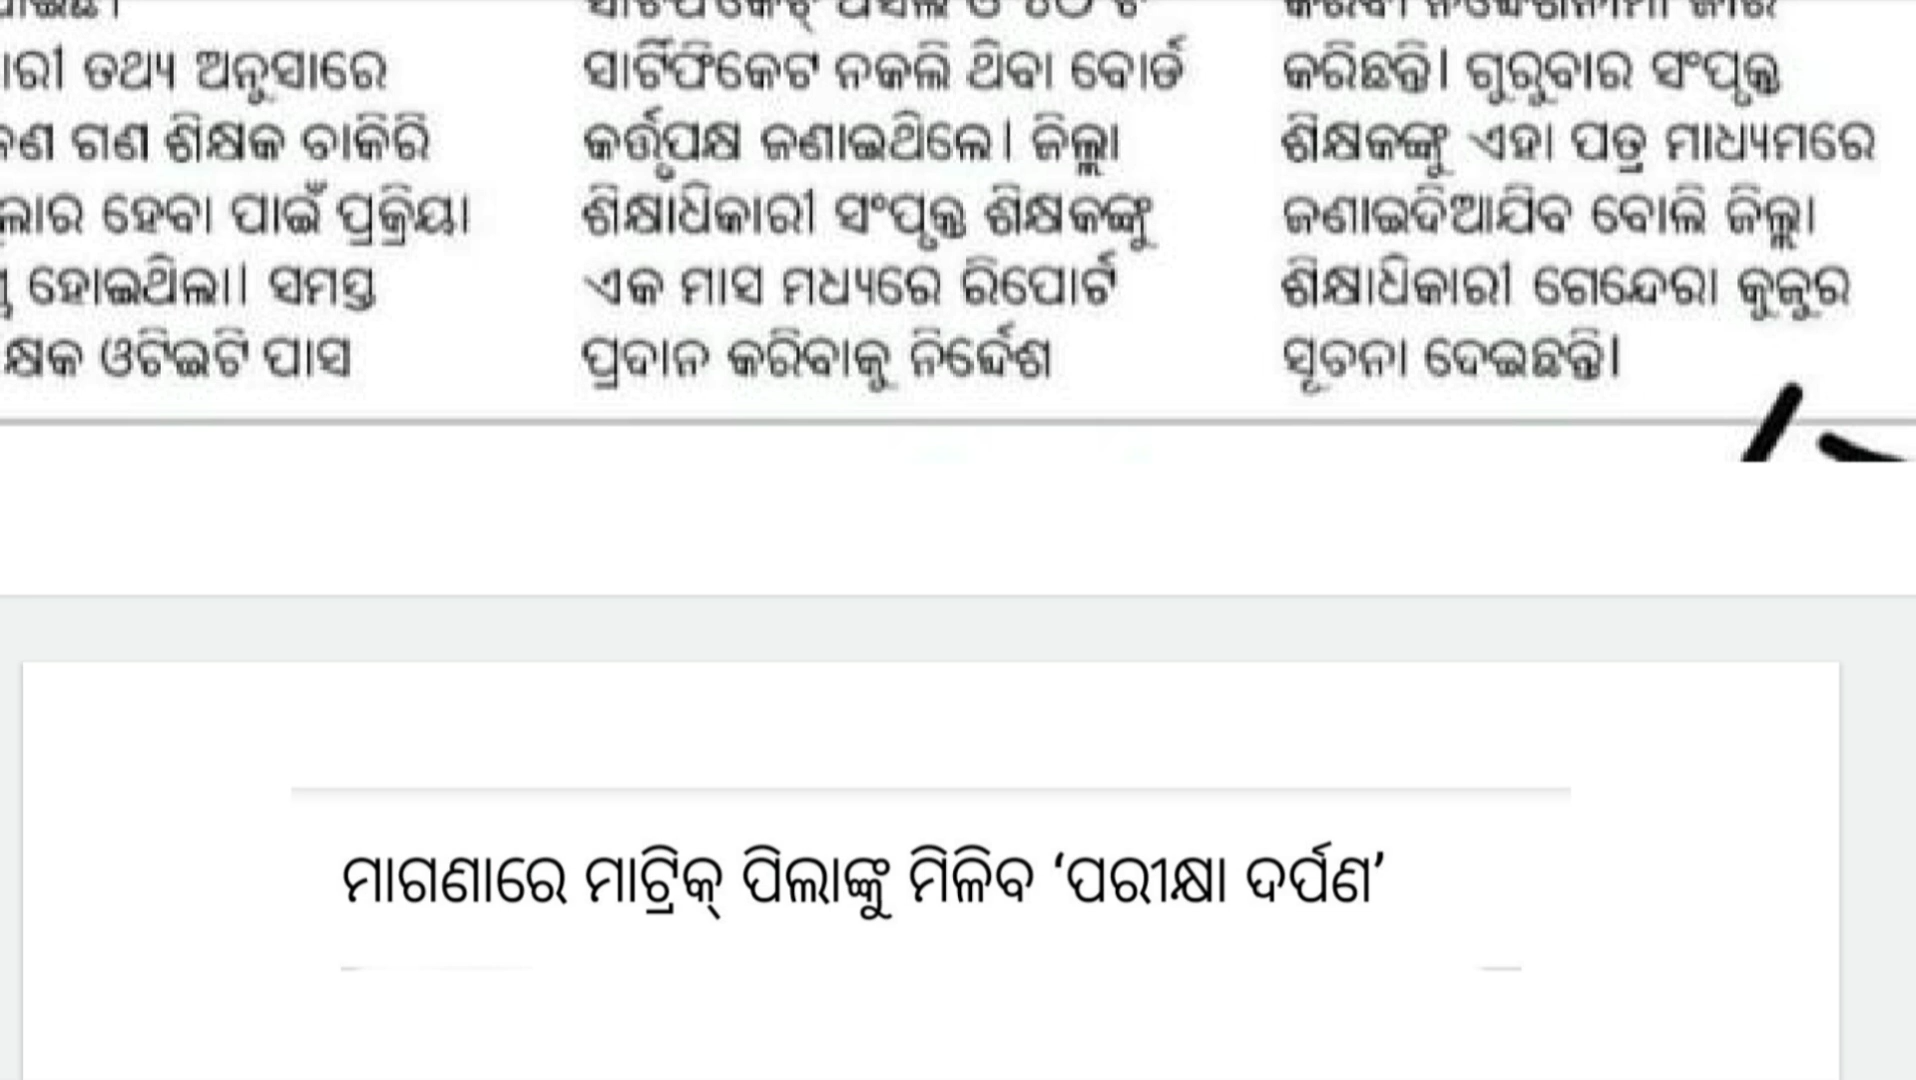 ତଥ୍ୟ ଅନୁସାରେ
ଗଣ ଶିକ୍ଷକ ଚାକିରି
ହେବା ପାଇଁ ପ୍ରକ୍ରିୟା
ହୋଇଥିଲା। ସମସ୍ତ
ଓଟିଇଟି ପାସ
ସାର୍ଟିଫିକେଟ ନକଲି ଥିବା ବୋର୍ଡ
କର୍ତ୍ତୃପକ୍ଷ ଜଣାଇଥିଲେ। ଜିଲ୍ଲା
ଶିକ୍ଷାଧିକାରୀ ସଂପୃକ୍ତ ଶିକ୍ଷକଙ୍କୁ
ଏକ ମାସ ମଧ୍ୟରେ ରିପୋର୍ଟ
ପ୍ରଦାନ କରିବାକୁ ନିର୍ଦ୍ଦେଶ
କରିଛନ୍ତି। ଗୁରୁବାର ସଂପୃକ୍ତ
ଶିକ୍ଷକଙ୍କୁ ଏହା ପତ୍ର ମାଧ୍ୟମରେ
ଜଣାଇଦିଆଯିବ ବୋଲି ଜିଲ୍ଲା
ଶିକ୍ଷାଧିକାରୀ ଗେନ୍ଦେରା କୁଜୁର
ସୂଚନା ଦେଇଛନ୍ତି।
ମାଗଣାରେ ମାଟ୍ରିକ୍ ପିଲାଙ୍କୁ ମିଳିବ ‘ପରୀକ୍ଷା ଦର୍ପଣ’